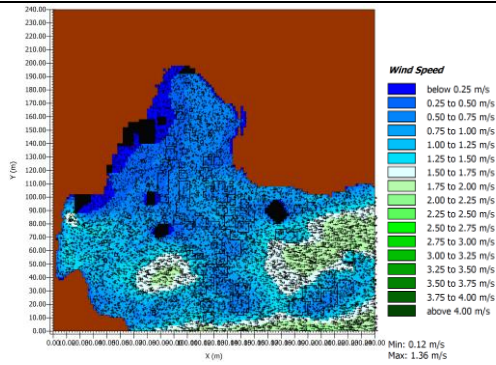 240.00
230.00
220.00
210.00
200.00
190.00
180.00
170.00
160.00
150.00
140.00
130.00
120.00
110.00
100.00
90.00
80.00
70.00
60.00
50.00
40.00
30.00
20.00
10.00
0.00
Y (m)
X (m)
Wind Speed
below 0.25 m/s
0.25 to 0.50 m/s
0.50 to 0.75 m/s
0.75 to 1.00 m/s
1.00 to 1.25 m/s
1.25 to 1.50 m/s
1.50 to 1.75 m/s
1.75 to 2.00 m/s
2.00 to 2.25 m/s
2.25 to 2.50 m/s
2.50 to 2.75 m/s
2.75 to 3.00 m/s
3.00 to 3.25 m/s
3.25 to 3.50 m/s
3.50 to 3.75 m/s
3.75 to 4.00 m/s
above 4.00 m/s
Min: 0.12 m/s
Max: 1.36 m/s